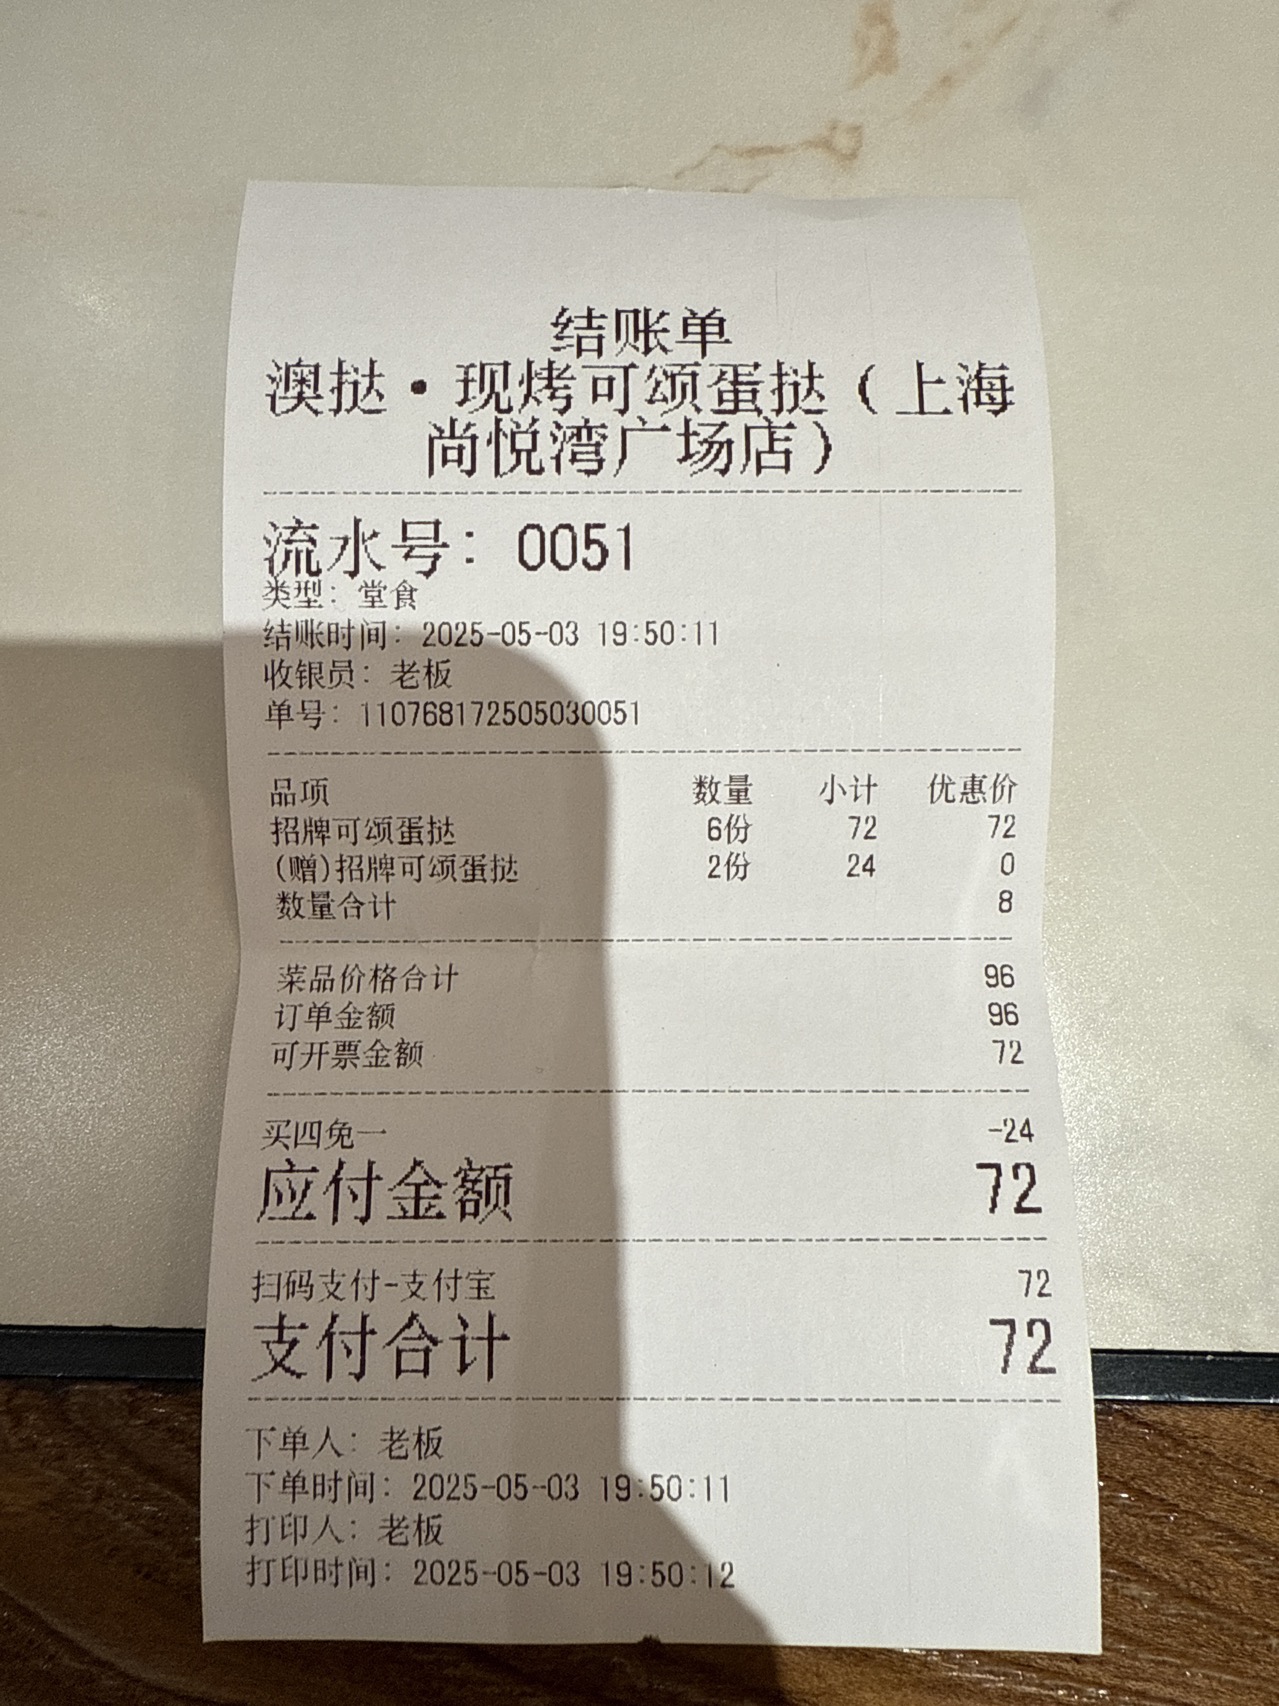 结账单
澳挞•现烤可颂蛋挞（上海
尚悦湾广场店）
流水号：0051
类型：堂食
结账时间：2025-05-03 19:50:11
收银员：老板
单号：110768172505030051
品项 数量 小计 优惠价
招牌可颂蛋挞 6份 72 72
(赠)招牌可颂蛋挞 2份 24 0
数量合计 8
菜品价格合计 96
订单金额 96
可开票金额 72
买四免一 -24
应付金额 72
扫码支付-支付宝 72
支付合计 72
下单人：老板
下单时间：2025-05-03 19:50:11
打印人：老板
打印时间：2025-05-03 19:50:12